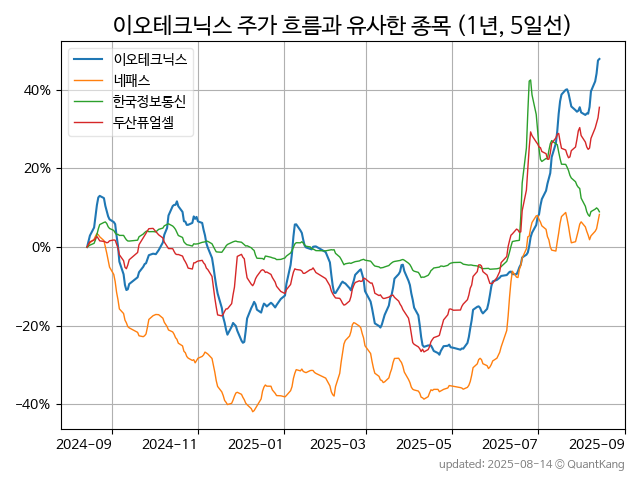 이오테크닉스 주가 흐름과 유사한 종목 (1년, 5일선)
이오테크닉스
네패스
한국정보통신
두산퓨얼셀
40%
20%
0%
−20%
−40%
2024-09 2024-11 2025-01 2025-03 2025-05 2025-07 2025-09
updated: 2025-08-14 © QuantKang